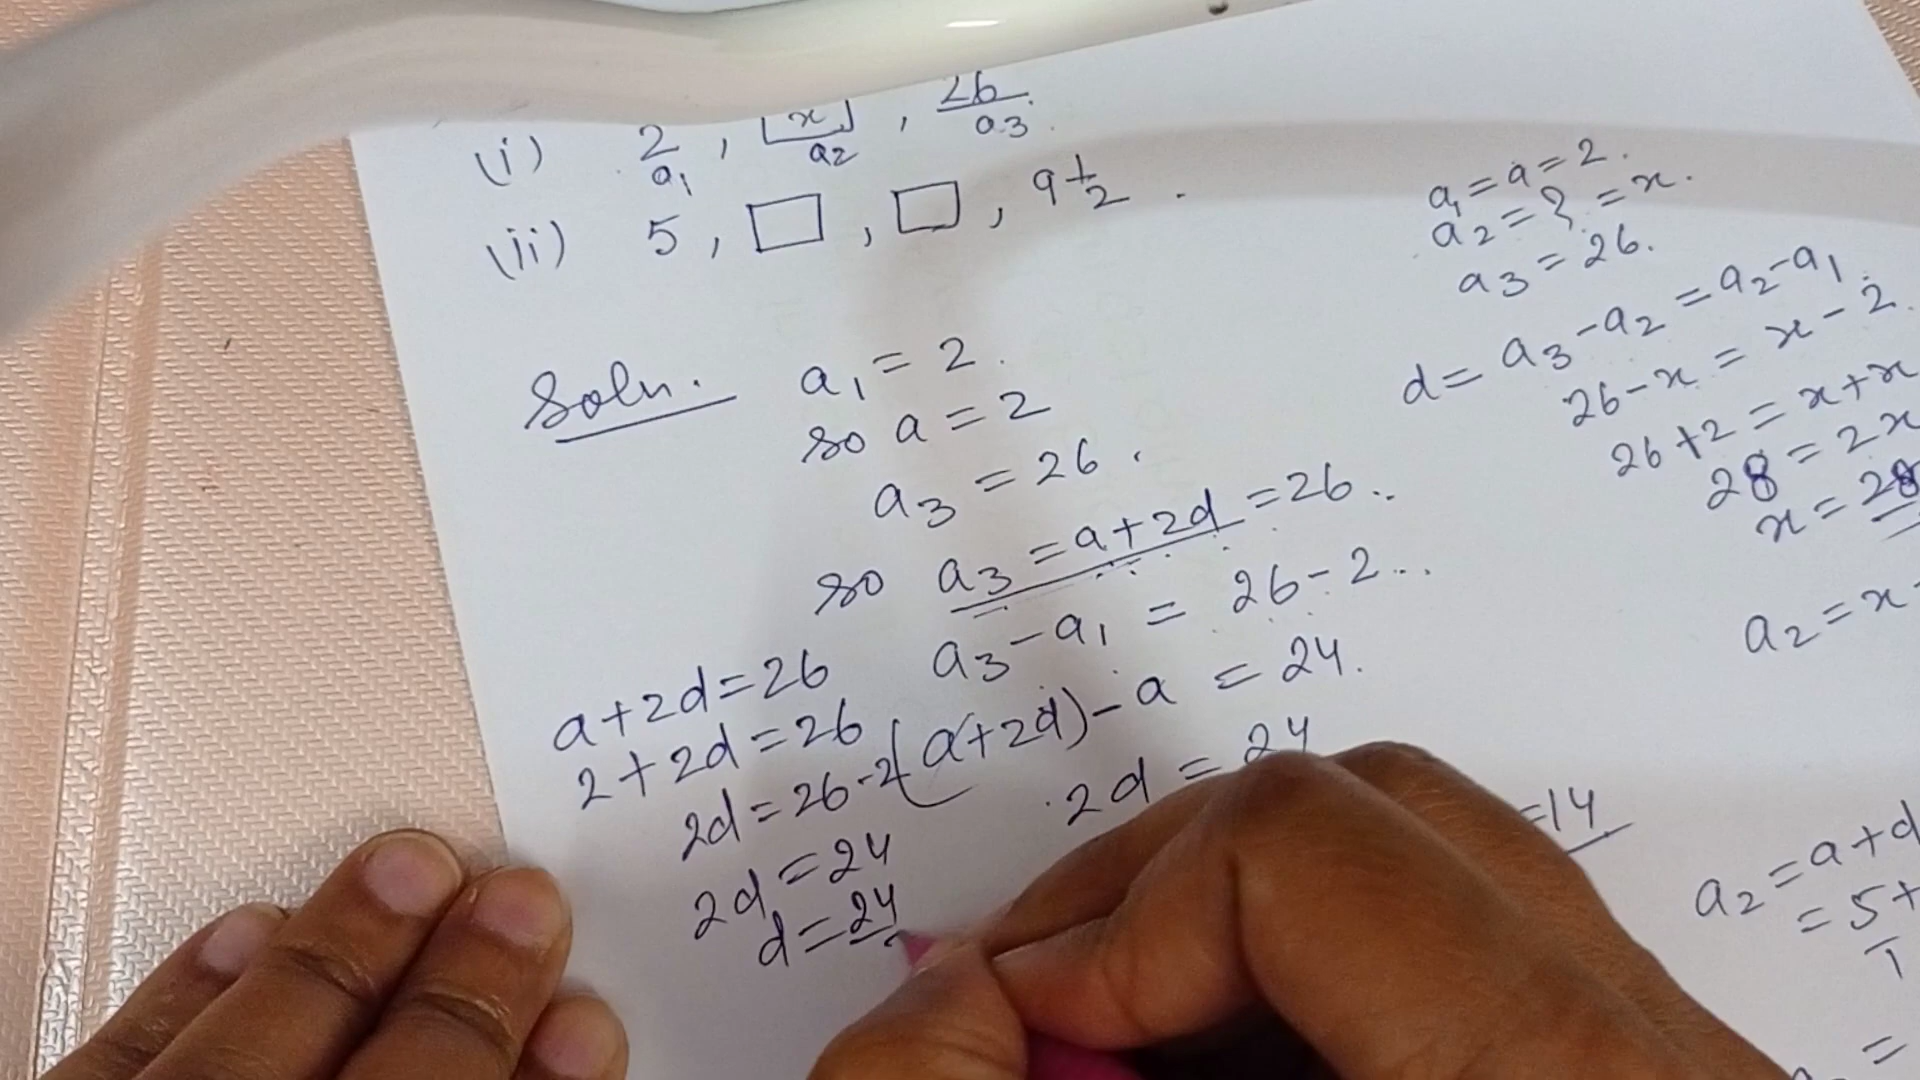 (i) 2 , [x] , 26
a1 a2 a3
(ii) 5 , □ , □ , 9 1/2 .
Soln. a1 = 2 .
so a = 2
a3 = 26 .
so a3 = a + 2d = 26 ..
a3 - a1 = 26 - 2 ..
(a + 2d) - a = 24 .
2d = 24
a + 2d = 26
2 + 2d = 26
2d = 26 - 2
2d = 24
d = 24
a1 = a = 2 .
a2 = ? = x .
a3 = 26 .
d = a3 - a2 = a2 - a1
26 - x = x - 2 .
26 + 2 = x + x
28 = 2x
x = 28
a2 = x
= 14
a2 = a + d
= 5 +
1
=